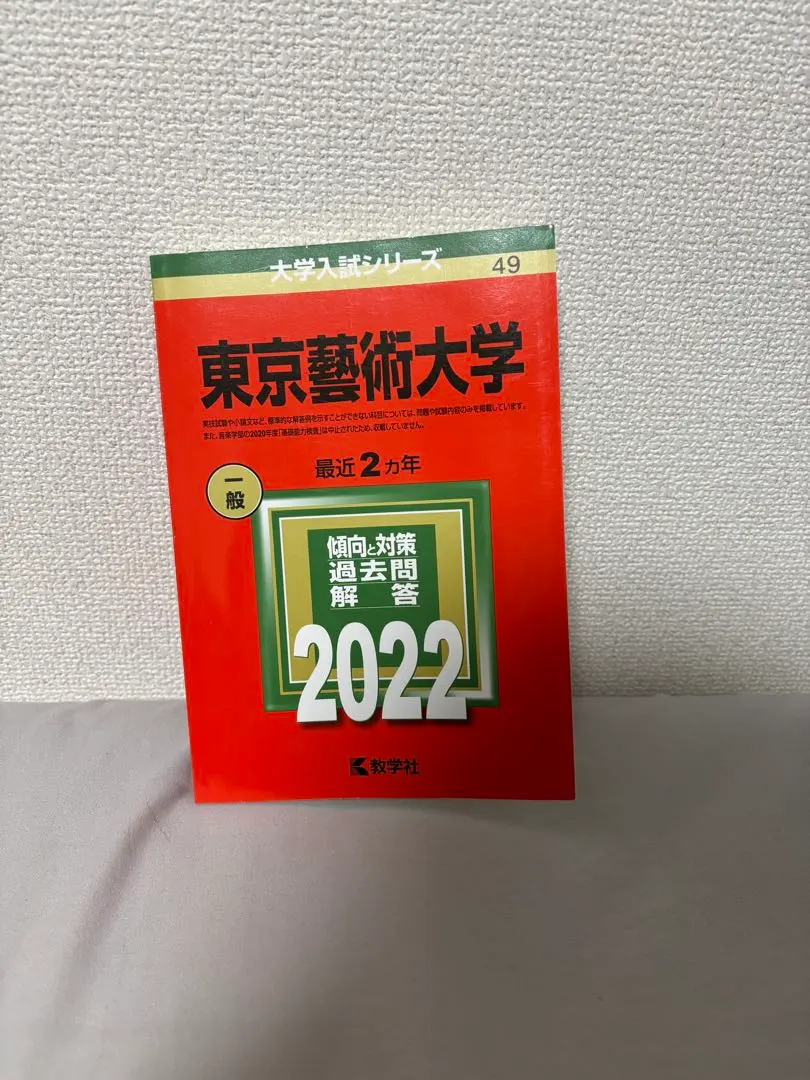 大学入試シリーズ
49
東京藝術大学
実技試験や小論文など、標準的な解答例を示すことができない科目については、問題や試験内容のみを掲載しています。
また、音楽学部の2020年度「基礎能力検査」は中止されたため、収載していません。
最近2カ年
一般
傾向と対策
過去問
解答
2022
教学社